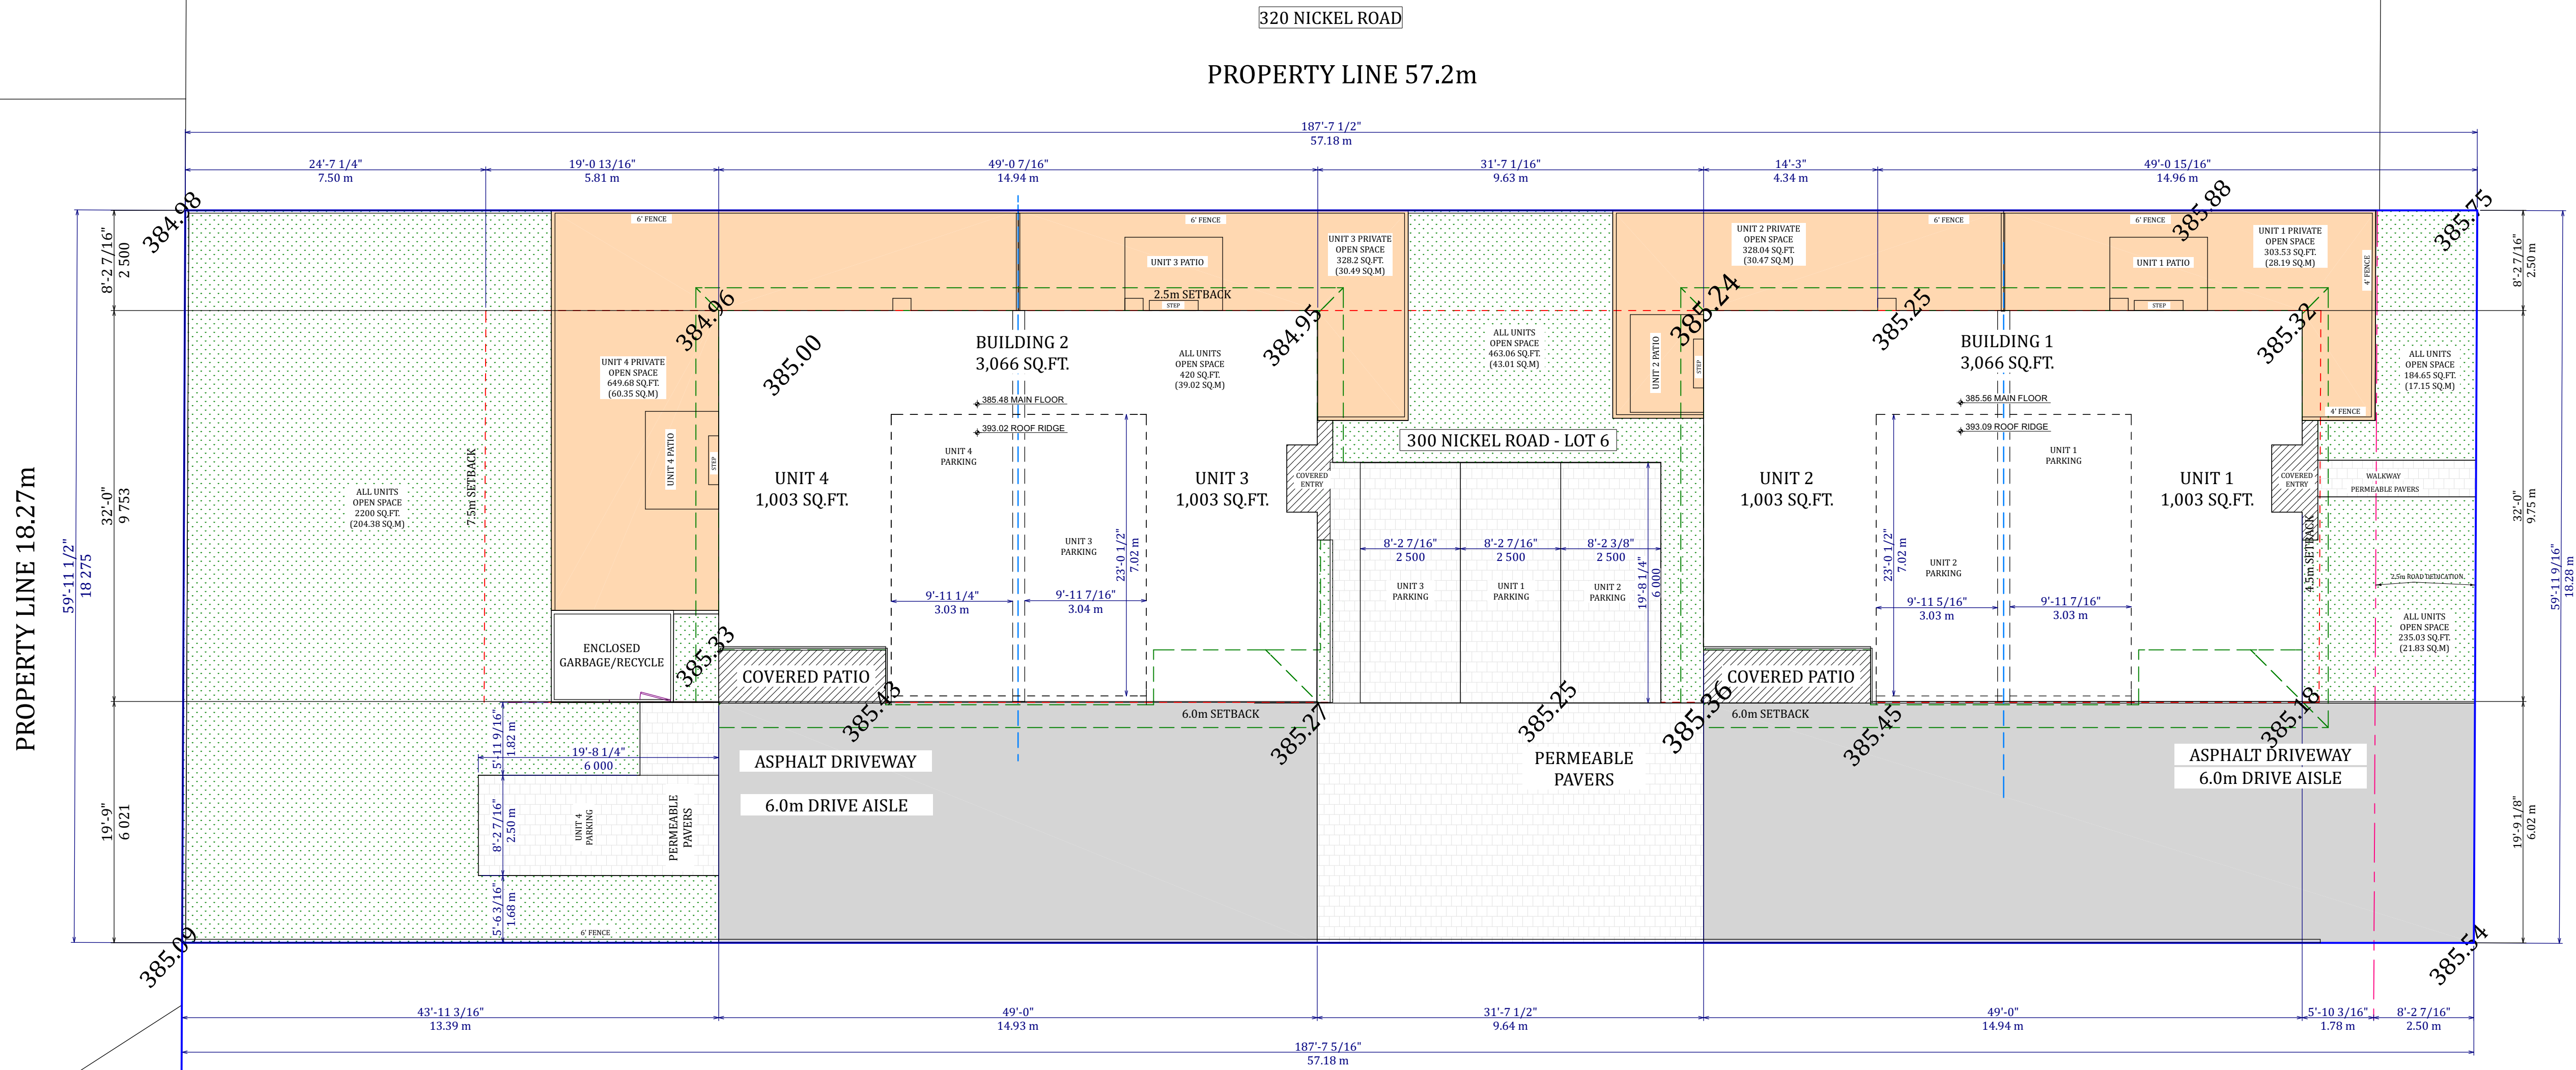 320 NICKEL ROAD
PROPERTY LINE 57.2m
187'-7 1/2"
57.18 m
24'-7 1/4"
7.50 m
19'-0 13/16"
5.81 m
49'-0 7/16"
14.94 m
31'-7 1/16"
9.63 m
14'-3"
4.34 m
49'-0 15/16"
14.96 m
384.98
385.88
385.75
6' FENCE
6' FENCE
6' FENCE
6' FENCE
8'-2 7/16"
2 500
UNIT 3 PATIO
UNIT 3 PRIVATE
OPEN SPACE
328.2 SQ.FT.
(30.49 SQ.M)
UNIT 2 PRIVATE
OPEN SPACE
328.04 SQ.FT.
(30.47 SQ.M)
UNIT 1 PATIO
UNIT 1 PRIVATE
OPEN SPACE
303.53 SQ.FT.
(28.19 SQ.M)
4' FENCE
8'-2 7/16"
2.50 m
2.5m SETBACK
STEP
STEP
384.96
385.00
384.95
385.24
385.25
385.32
BUILDING 2
3,066 SQ.FT.
ALL UNITS
OPEN SPACE
420 SQ.FT.
(39.02 SQ.M)
ALL UNITS
OPEN SPACE
463.06 SQ.FT.
(43.01 SQ.M)
UNIT 2 PATIO
STEP
BUILDING 1
3,066 SQ.FT.
ALL UNITS
OPEN SPACE
184.65 SQ.FT.
(17.15 SQ.M)
UNIT 4 PRIVATE
OPEN SPACE
649.68 SQ.FT.
(60.35 SQ.M)
385.48 MAIN FLOOR
393.02 ROOF RIDGE
385.56 MAIN FLOOR
393.09 ROOF RIDGE
4' FENCE
300 NICKEL ROAD - LOT 6
UNIT 4 PATIO
STEP
UNIT 4
PARKING
UNIT 1
PARKING
7.5m SETBACK
ALL UNITS
OPEN SPACE
2200 SQ.FT.
(204.38 SQ.M)
UNIT 4
1,003 SQ.FT.
UNIT 3
1,003 SQ.FT.
COVERED
ENTRY
UNIT 2
1,003 SQ.FT.
UNIT 1
1,003 SQ.FT.
COVERED
ENTRY
WALKWAY
PERMEABLE PAVERS
PROPERTY LINE 18.27m
59'-11 1/2"
18 275
32'-0"
9 753
32'-0"
9.75 m
59'-11 9/16"
18.28 m
UNIT 3
PARKING
23'-0 1/2"
7.02 m
8'-2 7/16"
2 500
8'-2 7/16"
2 500
8'-2 3/8"
2 500
23'-0 1/2"
7.02 m
4.5m SETBACK
UNIT 3
PARKING
UNIT 1
PARKING
UNIT 2
PARKING
19'-8 1/4"
6 000
UNIT 2
PARKING
2.5m ROAD DEDICATION
9'-11 1/4"
3.03 m
9'-11 7/16"
3.04 m
9'-11 5/16"
3.03 m
9'-11 7/16"
3.03 m
ALL UNITS
OPEN SPACE
235.03 SQ.FT.
(21.83 SQ.M)
ENCLOSED
GARBAGE/RECYCLE
385.33
COVERED PATIO
COVERED PATIO
385.43
6.0m SETBACK
385.27
385.25
385.36
6.0m SETBACK
385.45
385.18
5'-11 9/16"
1.82 m
19'-8 1/4"
6 000
ASPHALT DRIVEWAY
6.0m DRIVE AISLE
PERMEABLE
PAVERS
ASPHALT DRIVEWAY
6.0m DRIVE AISLE
19'-9"
6 021
8'-2 7/16"
2.50 m
UNIT 4
PARKING
PERMEABLE
PAVERS
19'-9 1/8"
6.02 m
5'-6 3/16"
1.68 m
6' FENCE
385.09
385.54
43'-11 3/16"
13.39 m
49'-0"
14.93 m
31'-7 1/2"
9.64 m
49'-0"
14.94 m
5'-10 3/16"
1.78 m
8'-2 7/16"
2.50 m
187'-7 5/16"
57.18 m